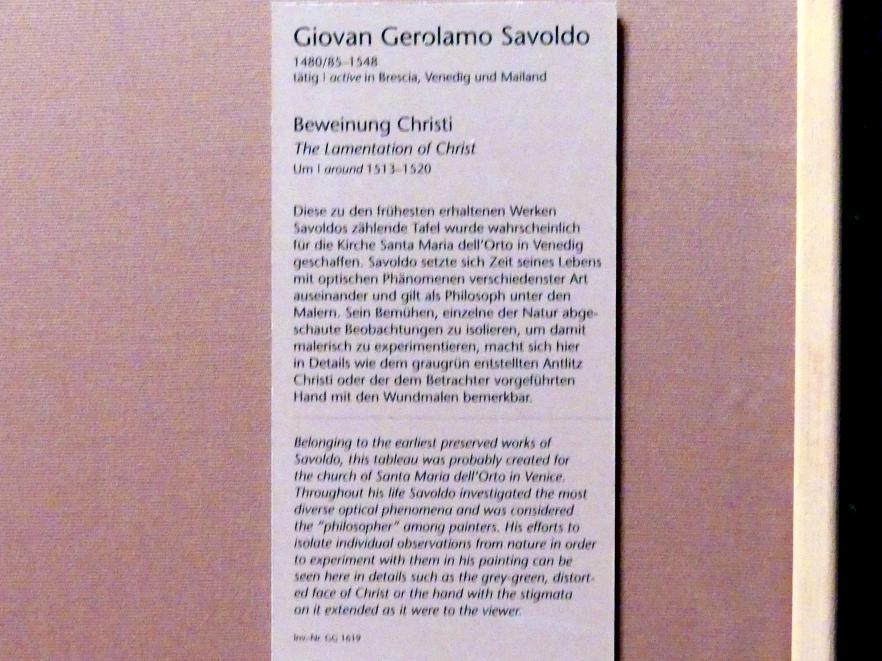 Giovan Gerolamo Savoldo
1480/85–1548
tätig | active in Brescia, Venedig und Mailand
Beweinung Christi
The Lamentation of Christ
Um | around 1513–1520
Diese zu den frühesten erhaltenen Werken
Savoldos zählende Tafel wurde wahrscheinlich
für die Kirche Santa Maria dell'Orto in Venedig
geschaffen. Savoldo setzte sich Zeit seines Lebens
mit optischen Phänomenen verschiedenster Art
auseinander und gilt als Philosoph unter den
Malern. Sein Bemühen, einzelne der Natur abge-
schaute Beobachtungen zu isolieren, um damit
malerisch zu experimentieren, macht sich hier
in Details wie dem graugrün entstellten Antlitz
Christi oder der dem Betrachter vorgeführten
Hand mit den Wundmalen bemerkbar.
Belonging to the earliest preserved works of
Savoldo, this tableau was probably created for
the church of Santa Maria dell'Orto in Venice.
Throughout his life Savoldo investigated the most
diverse optical phenomena and was considered
the "philosopher" among painters. His efforts to
isolate individual observations from nature in order
to experiment with them in his painting can be
seen here in details such as the grey-green, distort-
ed face of Christ or the hand with the stigmata
on it extended as it were to the viewer.
Inv.-Nr. GG 1619